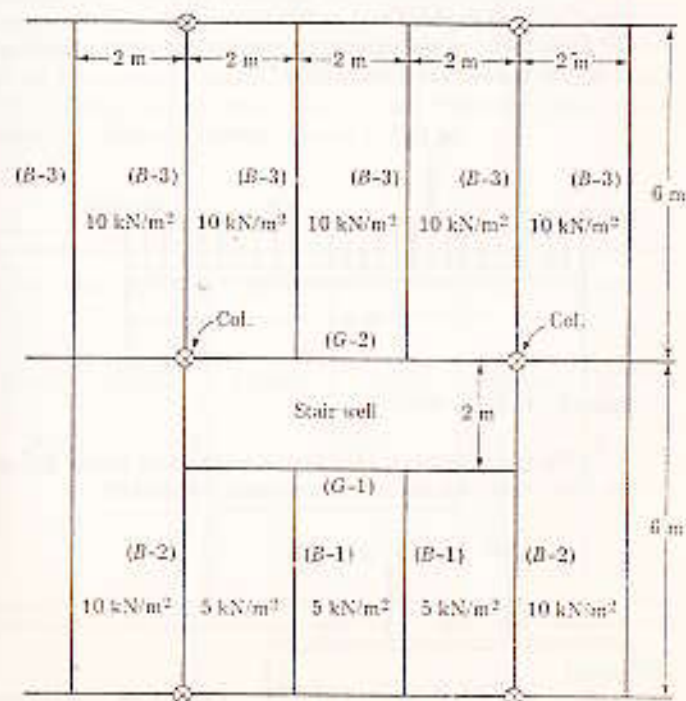 2 m 2 m 2 m 2 m 2 m
(B-3) (B-3) (B-3) (B-3) (B-3) (B-3)
6 m
10 kN/m² 10 kN/m² 10 kN/m² 10 kN/m² 10 kN/m²
Col. Col.
(G-2)
Stair well 2 m
(G-1)
6 m
(B-2) (B-1) (B-1) (B-2)
10 kN/m² 5 kN/m² 5 kN/m² 5 kN/m² 10 kN/m²